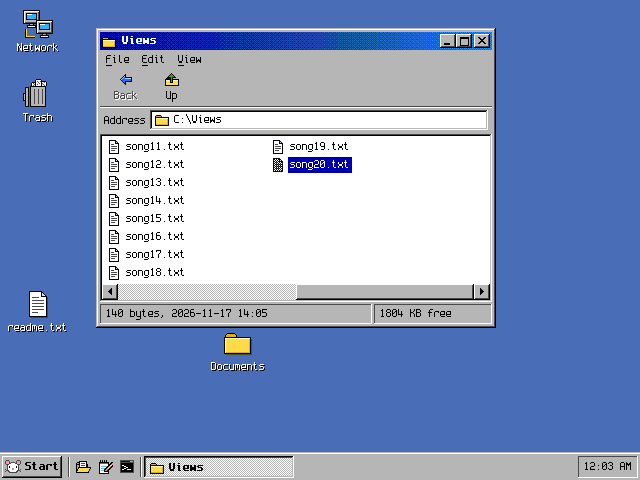 Network
Trash
readme.txt
Views
File Edit View
Back Up
Address C:\Views
song11.txt
song12.txt
song13.txt
song14.txt
song15.txt
song16.txt
song17.txt
song18.txt
song19.txt
song20.txt
140 bytes, 2026-11-17 14:05
1804 KB free
Documents
Start
Views
12:03 AM